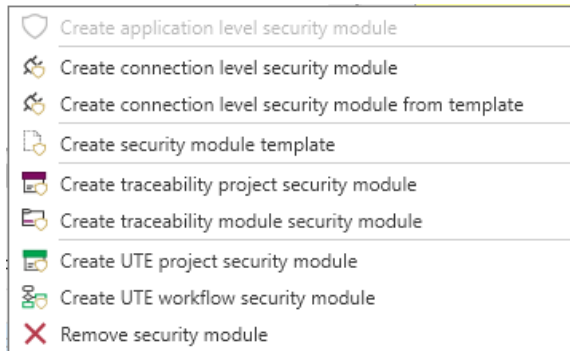 Create application level security module
Create connection level security module
Create connection level security module from template
Create security module template
Create traceability project security module
Create traceability module security module
Create UTE project security module
Create UTE workflow security module
Remove security module